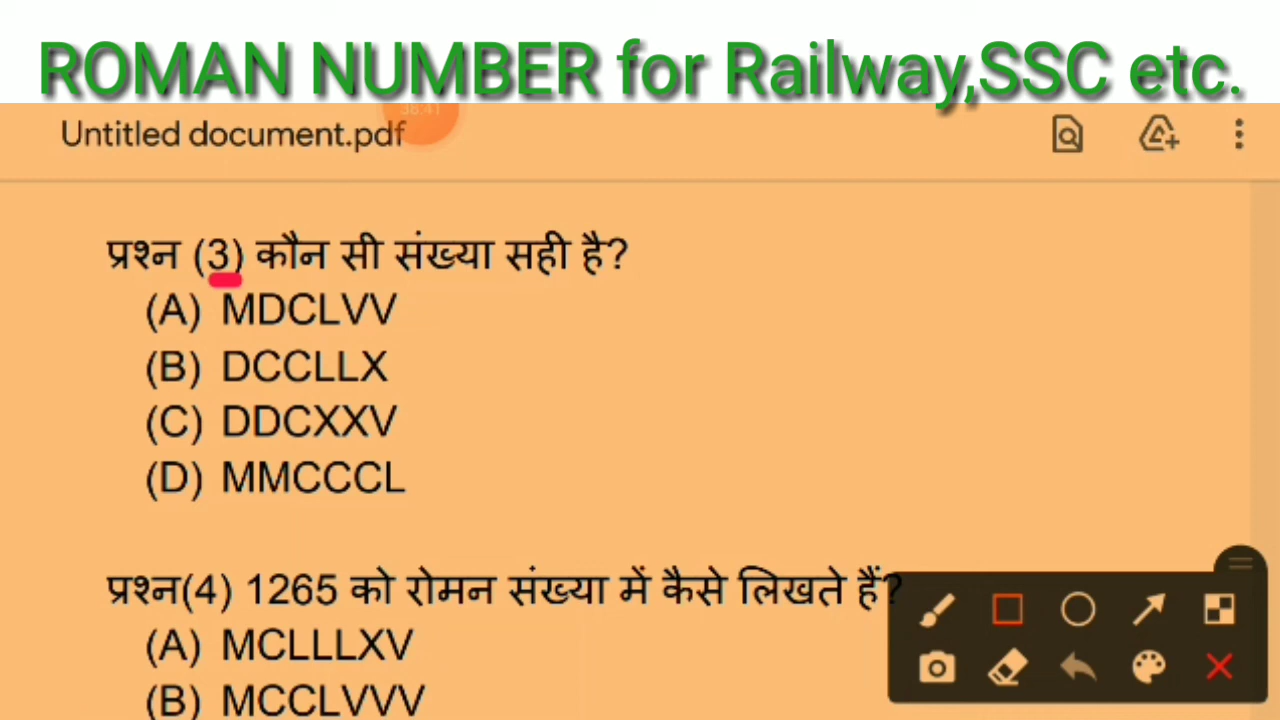 ROMAN NUMBER for Railway,SSC etc.
Untitled document.pdf
प्रश्न (3) कौन सी संख्या सही है?
(A) MDCLVV
(B) DCCLLX
(C) DDCXXV
(D) MMCCCL
प्रश्न(4) 1265 को रोमन संख्या में कैसे लिखते हैं?
(A) MCLLLXV
(B) MCCLVVV